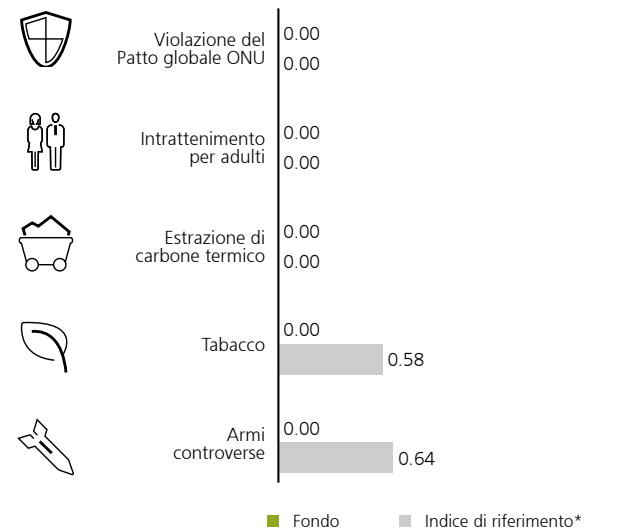 Violazione del
Patto globale ONU
0.00
0.00
Intrattenimento
per adulti
0.00
0.00
Estrazione di
carbone termico
0.00
0.00
Tabacco
0.00
0.58
Armi
controverse
0.00
0.64
Fondo
Indice di riferimento*